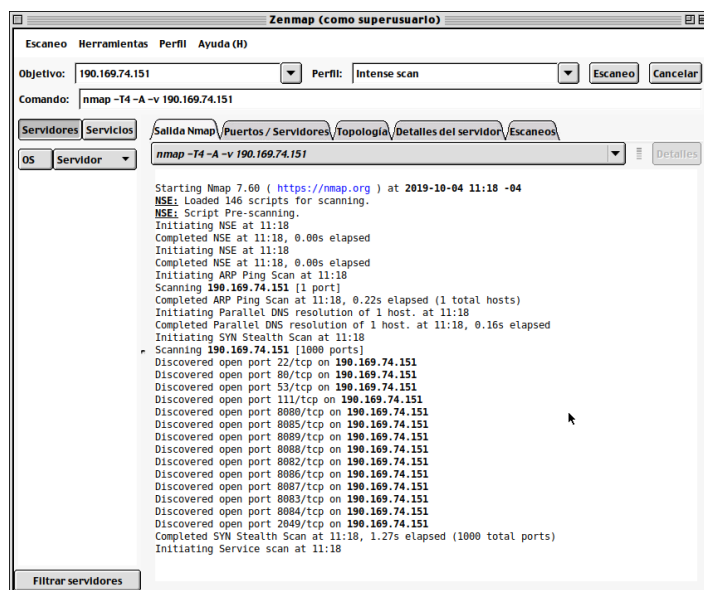 Zenmap (como superusuario)
Escaneo Herramientas Perfil Ayuda (H)
Objetivo: 190.169.74.151 Perfil: Intense scan Escaneo Cancelar
Comando: nmap -T4 -A -v 190.169.74.151
Servidores Servicios Salida Nmap Puertos / Servidores Topología Detalles del servidor Escaneos
OS Servidor nmap -T4 -A -v 190.169.74.151 Detalles
Starting Nmap 7.60 ( https://nmap.org ) at 2019-10-04 11:18 -04
NSE: Loaded 146 scripts for scanning.
NSE: Script Pre-scanning.
Initiating NSE at 11:18
Completed NSE at 11:18, 0.00s elapsed
Initiating NSE at 11:18
Completed NSE at 11:18, 0.00s elapsed
Initiating ARP Ping Scan at 11:18
Scanning 190.169.74.151 [1 port]
Completed ARP Ping Scan at 11:18, 0.22s elapsed (1 total hosts)
Initiating Parallel DNS resolution of 1 host. at 11:18
Completed Parallel DNS resolution of 1 host. at 11:18, 0.16s elapsed
Initiating SYN Stealth Scan at 11:18
Scanning 190.169.74.151 [1000 ports]
Discovered open port 22/tcp on 190.169.74.151
Discovered open port 80/tcp on 190.169.74.151
Discovered open port 53/tcp on 190.169.74.151
Discovered open port 111/tcp on 190.169.74.151
Discovered open port 8080/tcp on 190.169.74.151
Discovered open port 8085/tcp on 190.169.74.151
Discovered open port 8089/tcp on 190.169.74.151
Discovered open port 8088/tcp on 190.169.74.151
Discovered open port 8082/tcp on 190.169.74.151
Discovered open port 8086/tcp on 190.169.74.151
Discovered open port 8087/tcp on 190.169.74.151
Discovered open port 8083/tcp on 190.169.74.151
Discovered open port 8084/tcp on 190.169.74.151
Discovered open port 2049/tcp on 190.169.74.151
Completed SYN Stealth Scan at 11:18, 1.27s elapsed (1000 total ports)
Initiating Service scan at 11:18
Filtrar servidores